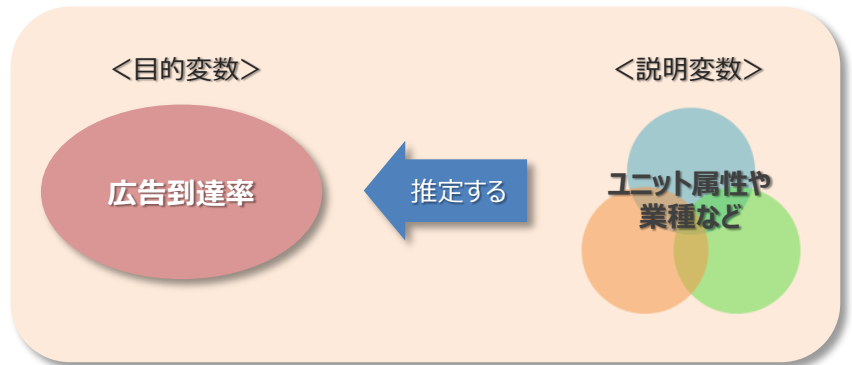 ＜目的変数＞
＜説明変数＞
広告到達率
推定する
ユニット属性や
業種など